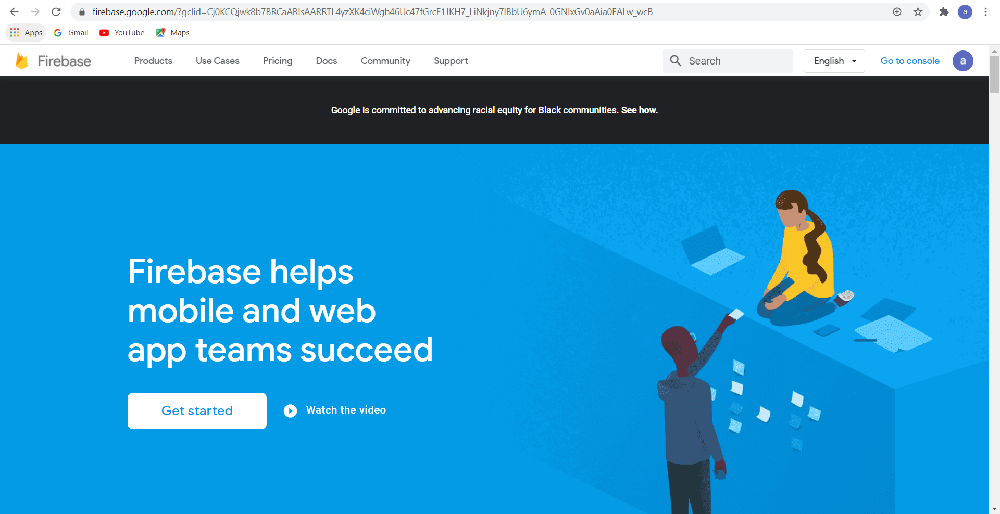 firebase.google.com/?gclid=Cj0KCQjwk8b7BRCaARIsAARRTL4yzXK4ciWgh46Uc47fGrcF1JKH7_LiNkjny7lBbU6ymA-0GNIxGv0aAia0EALw_wcB
a
Apps Gmail YouTube Maps
Firebase Products Use Cases Pricing Docs Community Support Search English Go to console a
Google is committed to advancing racial equity for Black communities. See how.
Firebase helps
mobile and web
app teams succeed
Get started Watch the video